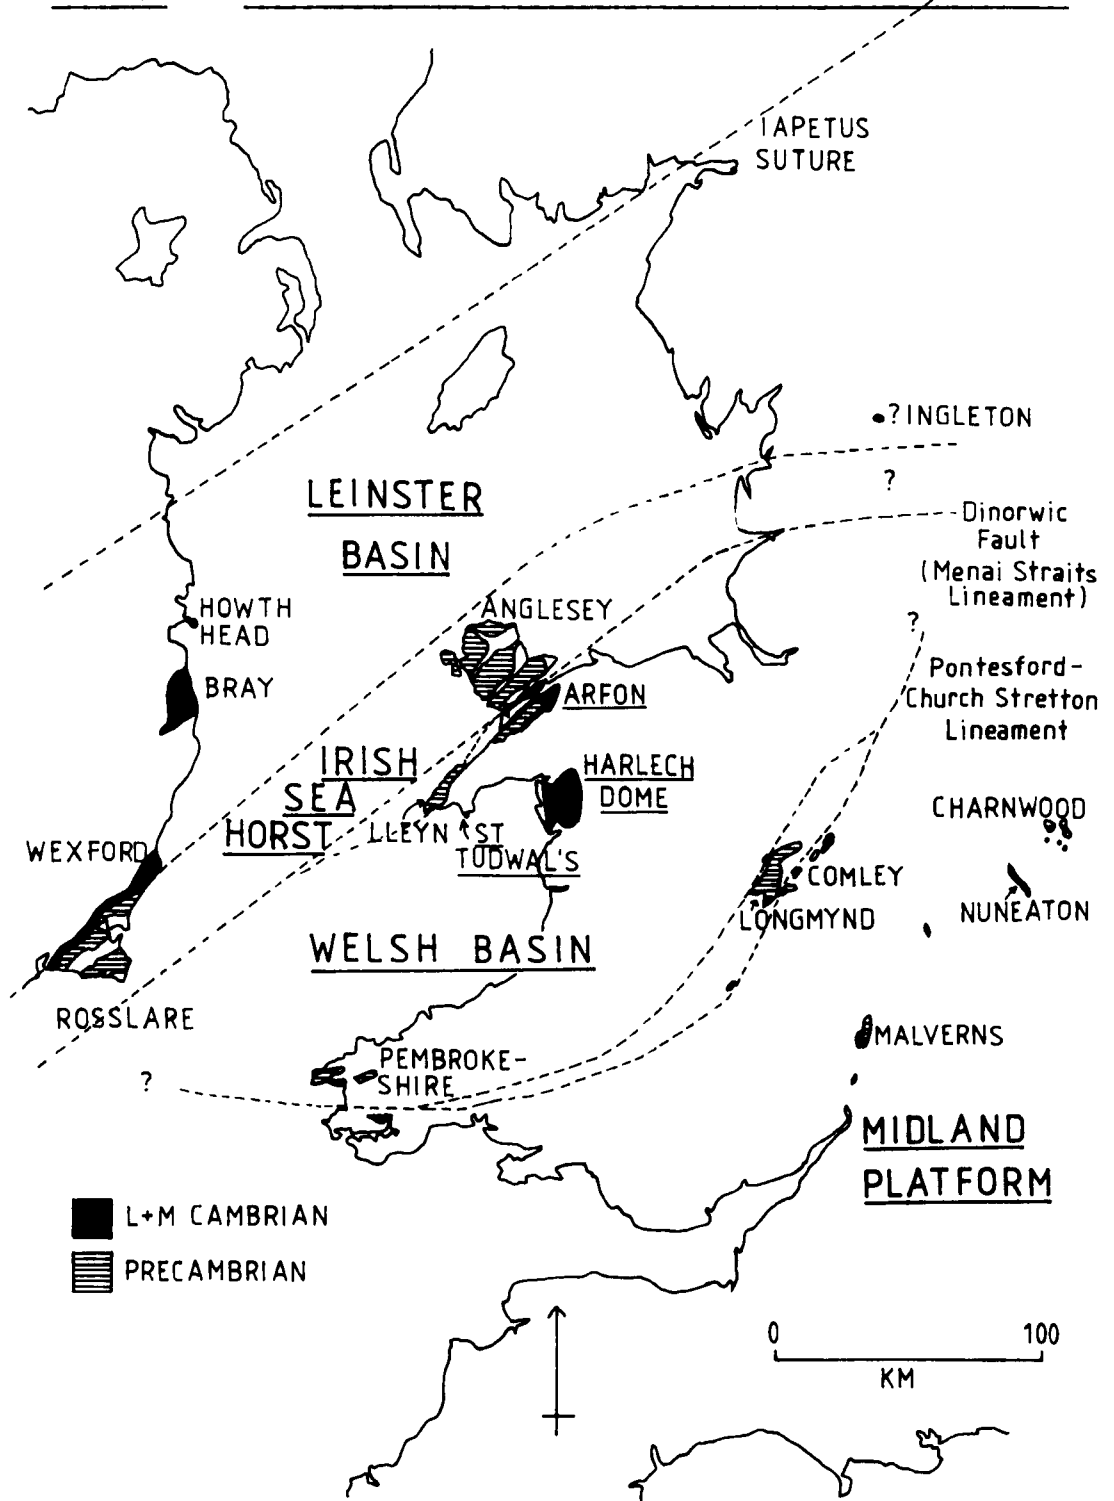 IAPETUS
SUTURE
? INGLETON
LEINSTER
BASIN
?
Dinorwic
Fault
(Menai Straits
Lineament)
HOWTH
HEAD
ANGLESEY
?
BRAY
ARFON
Pontesford-
Church Stretton
Lineament
IRISH
SEA
HORST
HARLECH
DOME
LLEYN
ST
TUDWAL'S
CHARNWOOD
WEXFORD
COMLEY
LONGMYND
NUNEATON
WELSH BASIN
ROSSLARE
MALVERNS
?
PEMBROKE-
SHIRE
MIDLAND
PLATFORM
L+M CAMBRIAN
PRECAMBRIAN
0 100
KM